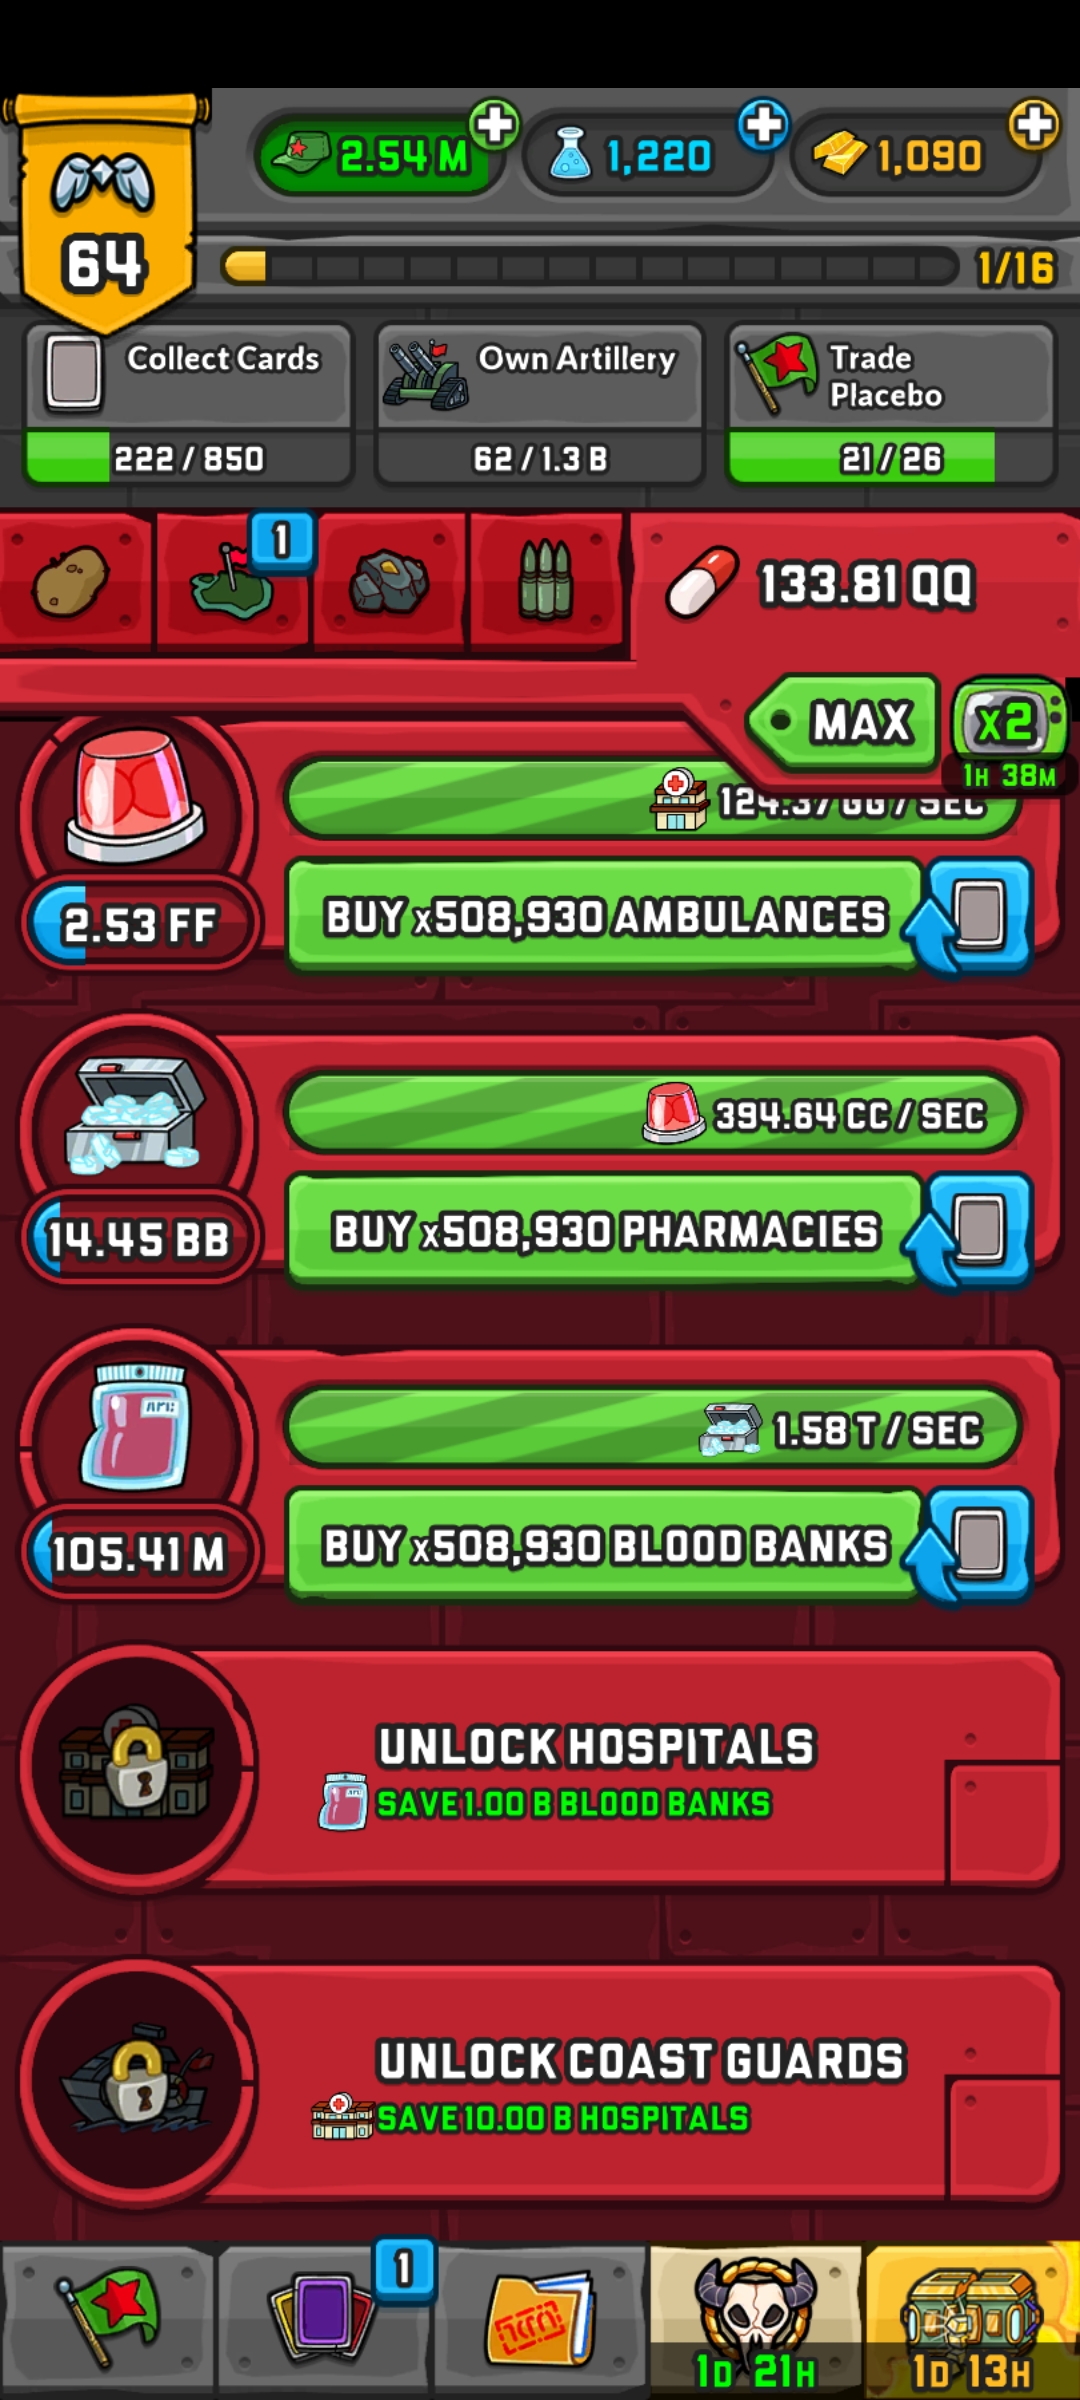 64
2.54 M
1,220
1,090
1/16
Collect Cards
222 / 850
Own Artillery
62 / 1.3 B
Trade
Placebo
21 / 26
1
133.81 QQ
MAX
x2
1H 38M
2.53 FF
BUY x508,930 AMBULANCES
394.64 CC / SEC
14.45 BB
BUY x508,930 PHARMACIES
1.58 T / SEC
105.41 M
BUY x508,930 BLOOD BANKS
UNLOCK HOSPITALS
SAVE 1.00 B BLOOD BANKS
UNLOCK COAST GUARDS
SAVE 10.00 B HOSPITALS
1
1D 21H
1D 13H